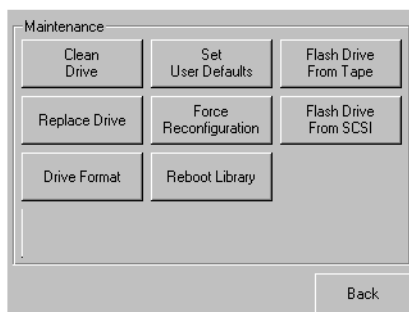 Maintenance
Clean
Drive
Set
User Defaults
Flash Drive
From Tape
Replace Drive
Force
Reconfiguration
Flash Drive
From SCSI
Drive Format
Reboot Library
Back